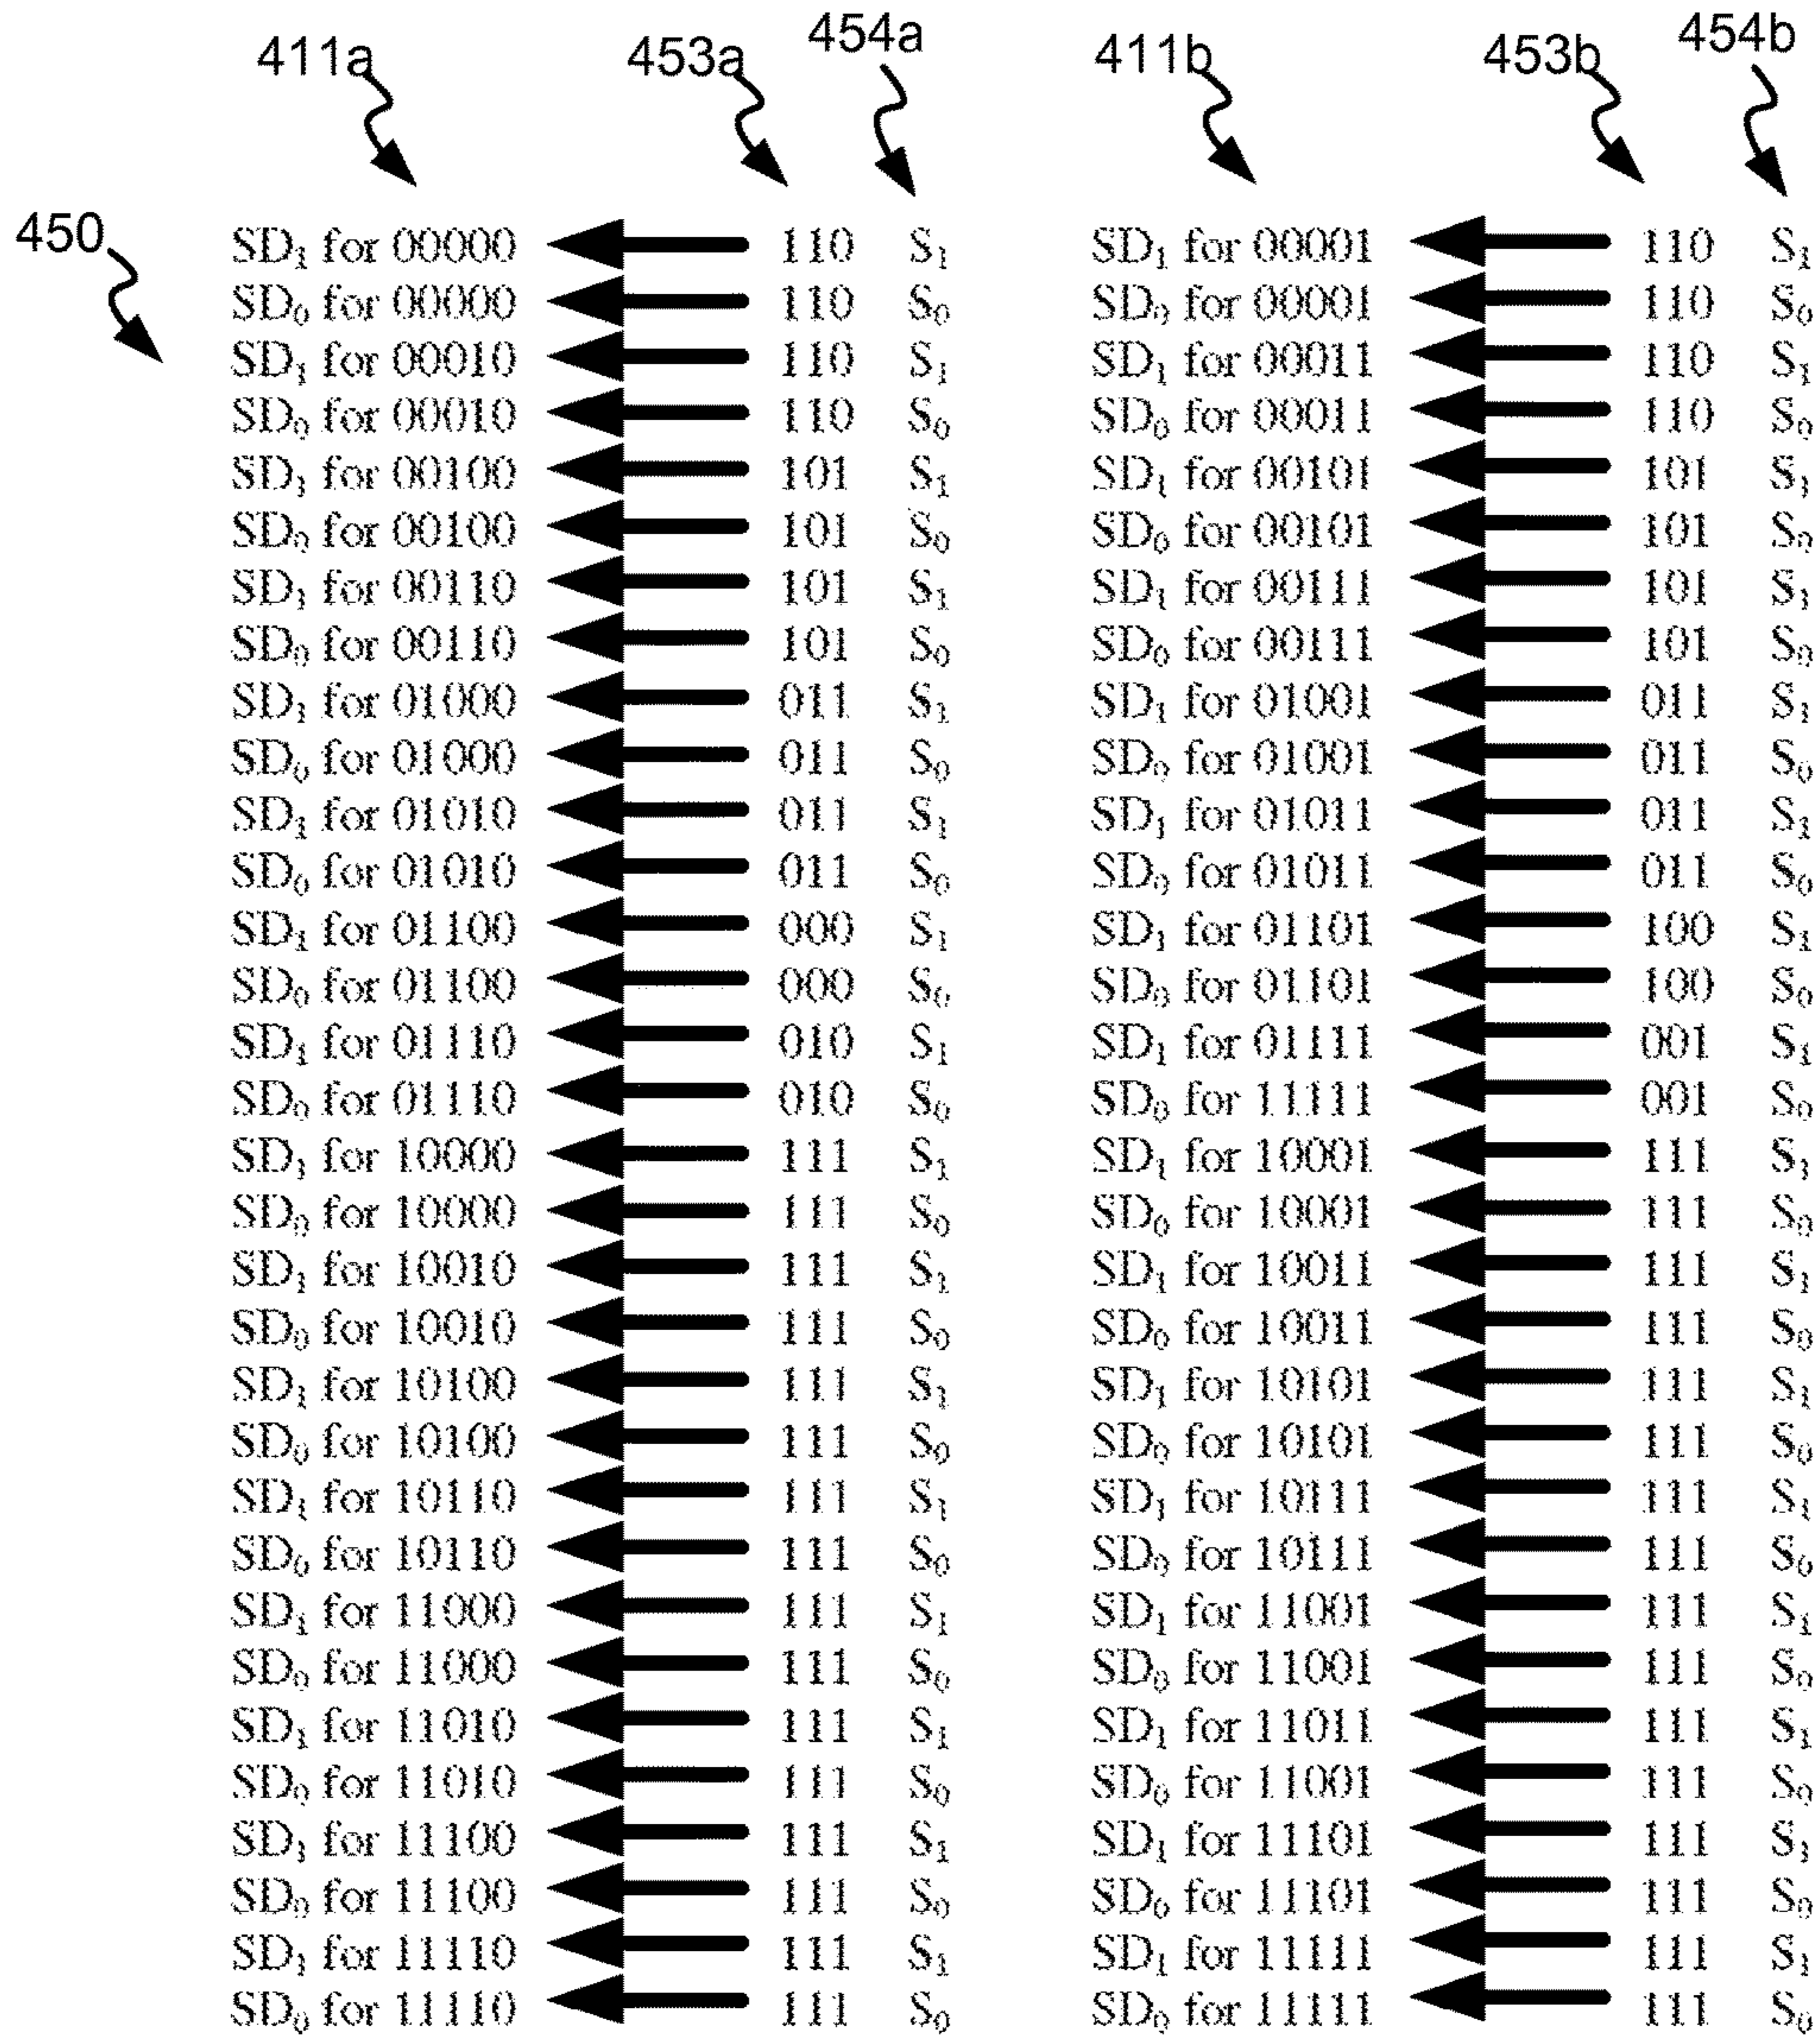 411a 453a 454a 411b 453b 454b
450
SD₁ for 00000 110 S₁ SD₁ for 00001 110 S₁
SD₀ for 00000 110 S₀ SD₀ for 00001 110 S₀
SD₁ for 00010 110 S₁ SD₁ for 00011 110 S₁
SD₀ for 00010 110 S₀ SD₀ for 00011 110 S₀
SD₁ for 00100 101 S₁ SD₁ for 00101 101 S₁
SD₀ for 00100 101 S₀ SD₀ for 00101 101 S₀
SD₁ for 00110 101 S₁ SD₁ for 00111 101 S₁
SD₀ for 00110 101 S₀ SD₀ for 00111 101 S₀
SD₁ for 01000 011 S₁ SD₁ for 01001 011 S₁
SD₀ for 01000 011 S₀ SD₀ for 01001 011 S₀
SD₁ for 01010 011 S₁ SD₁ for 01011 011 S₁
SD₀ for 01010 011 S₀ SD₀ for 01011 011 S₀
SD₁ for 01100 000 S₁ SD₁ for 01101 100 S₁
SD₀ for 01100 000 S₀ SD₀ for 01101 100 S₀
SD₁ for 01110 010 S₁ SD₁ for 01111 001 S₁
SD₀ for 01110 010 S₀ SD₀ for 11111 001 S₀
SD₁ for 10000 111 S₁ SD₁ for 10001 111 S₁
SD₀ for 10000 111 S₀ SD₀ for 10001 111 S₀
SD₁ for 10010 111 S₁ SD₁ for 10011 111 S₁
SD₀ for 10010 111 S₀ SD₀ for 10011 111 S₀
SD₁ for 10100 111 S₁ SD₁ for 10101 111 S₁
SD₀ for 10100 111 S₀ SD₀ for 10101 111 S₀
SD₁ for 10110 111 S₁ SD₁ for 10111 111 S₁
SD₀ for 10110 111 S₀ SD₀ for 10111 111 S₀
SD₁ for 11000 111 S₁ SD₁ for 11001 111 S₁
SD₀ for 11000 111 S₀ SD₀ for 11001 111 S₀
SD₁ for 11010 111 S₁ SD₁ for 11011 111 S₁
SD₀ for 11010 111 S₀ SD₀ for 11001 111 S₀
SD₁ for 11100 111 S₁ SD₁ for 11101 111 S₁
SD₀ for 11100 111 S₀ SD₀ for 11101 111 S₀
SD₁ for 11110 111 S₁ SD₁ for 11111 111 S₁
SD₀ for 11110 111 S₀ SD₀ for 11111 111 S₀